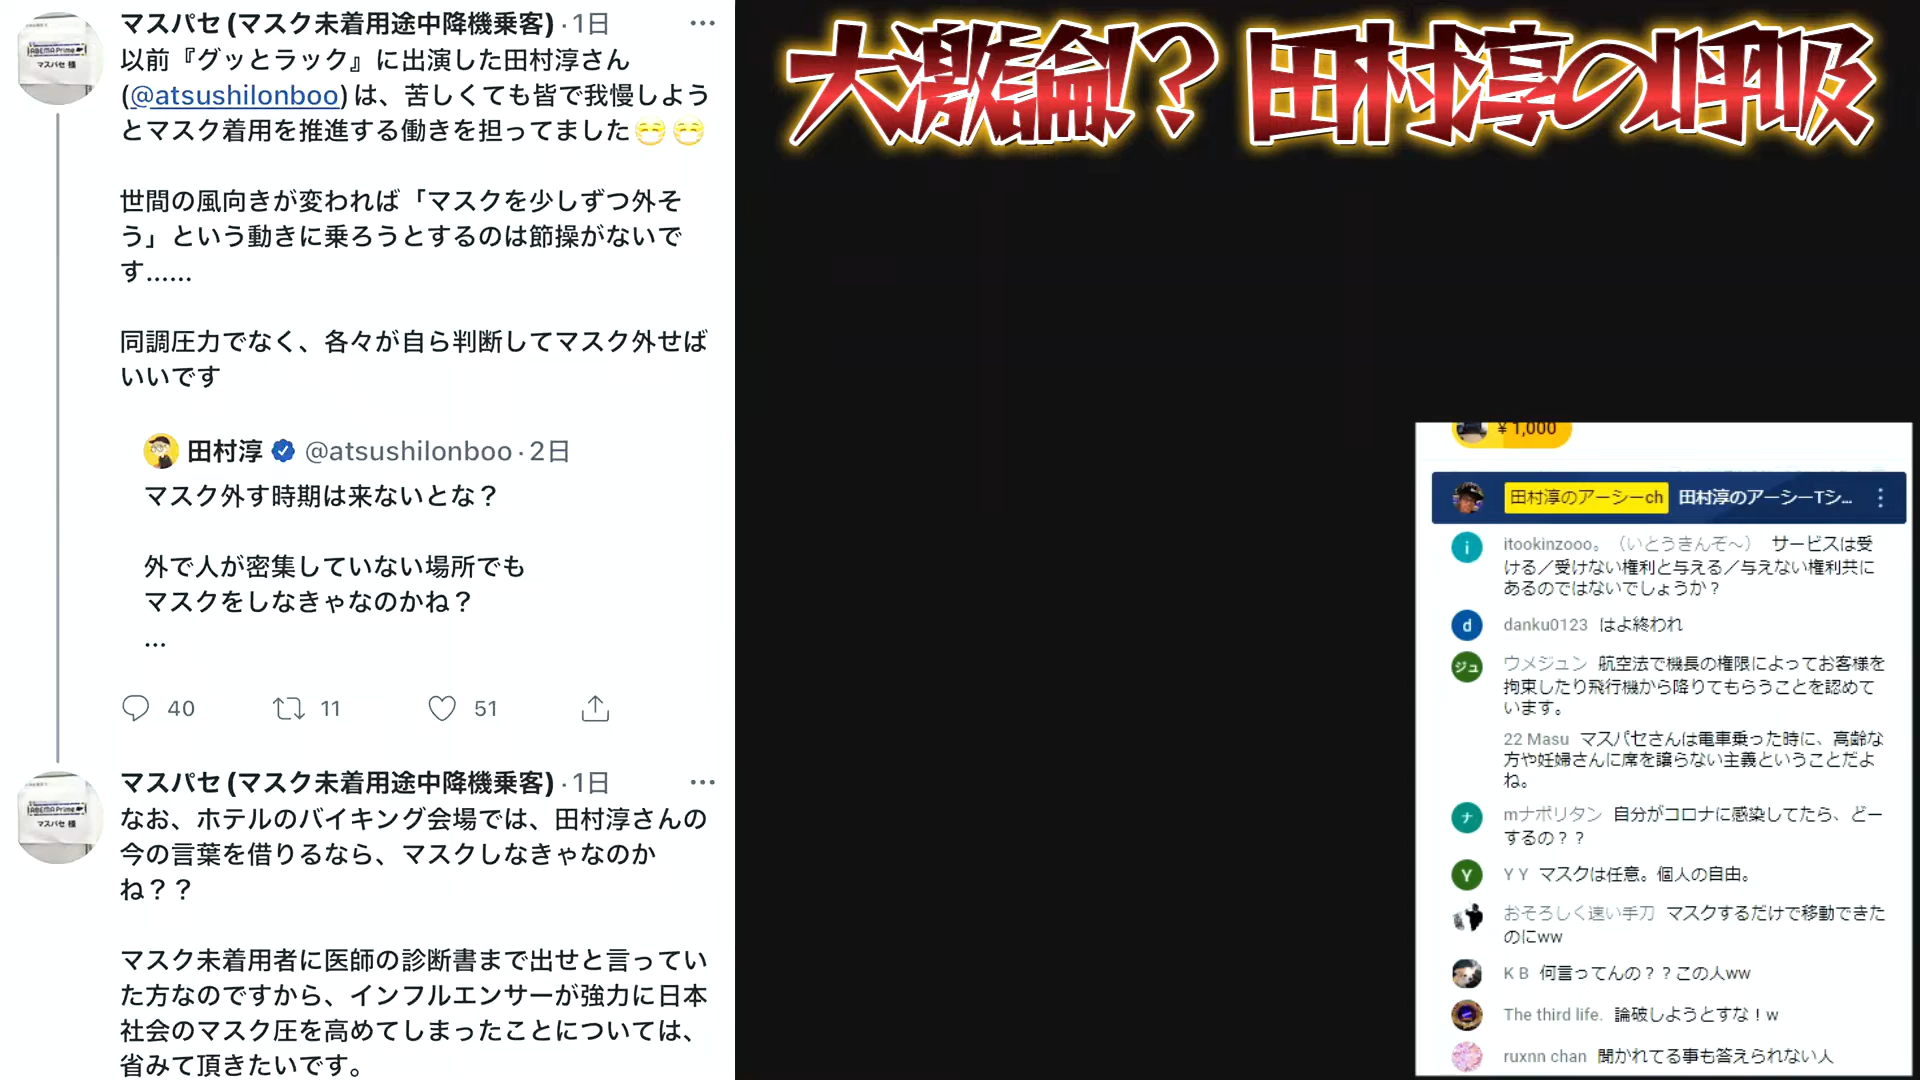 マスパセ (マスク未着用途中降機乗客) · 1日
以前『グッとラック』に出演した田村淳さん
(@atsushilonboo) は、苦しくても皆で我慢しよう
とマスク着用を推進する働きを担ってました😷😷
世間の風向きが変われば「マスクを少しずつ外そ
う」という動きに乗ろうとするのは節操がないで
す……
同調圧力でなく、各々が自ら判断してマスク外せば
いいです
田村淳 @atsushilonboo · 2日
マスク外す時期は来ないとな？
外で人が密集していない場所でも
マスクをしなきゃなのかね？
...
40 11 51
マスパセ (マスク未着用途中降機乗客) · 1日
なお、ホテルのバイキング会場では、田村淳さんの
今の言葉を借りるなら、マスクしなきゃなのか
ね？？
マスク未着用者に医師の診断書まで出せと言ってい
た方なのですから、インフルエンサーが強力に日本
社会のマスク圧を高めてしまったことについては、
省みて頂きたいです。
ABEMA Prime
マスパセ 様
ABEMA Prime
マスパセ 様
大激論!? 田村淳の呼吸
￥1,000
田村淳のアーシーch 田村淳のアーシーTシ...
i
itookinzooo。（いとうきんぞ～） サービスは受
ける／受けない権利と与える／与えない権利共に
あるのではないでしょうか？
d
danku0123 はよ終われ
ジュ
ウメジュン 航空法で機長の権限によってお客様を
拘束したり飛行機から降りてもらうことを認めて
います。
22 Masu マスパセさんは電車乗った時に、高齢な
方や妊婦さんに席を譲らない主義ということだよ
ね。
ナ
mナポリタン 自分がコロナに感染してたら、どー
するの？？
Y
Y Y マスクは任意。個人の自由。
おそろしく速い手刀 マスクするだけで移動できた
のにww
K B 何言ってんの？？この人ww
The third life. 論破しようとすな！w
ruxnn chan 聞かれてる事も答えられない人